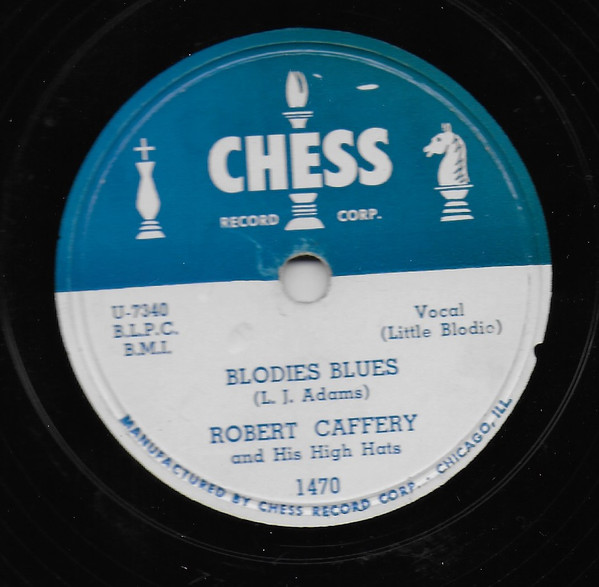 CHESS
RECORD CORP.
U-7340
B.L.P.C.
B.M.I.
Vocal
(Little Blodie)
BLODIES BLUES
(L. J. Adams)
ROBERT CAFFERY
and His High Hats
1470
MANUFACTURED BY CHESS RECORD CORP., CHICAGO, ILL